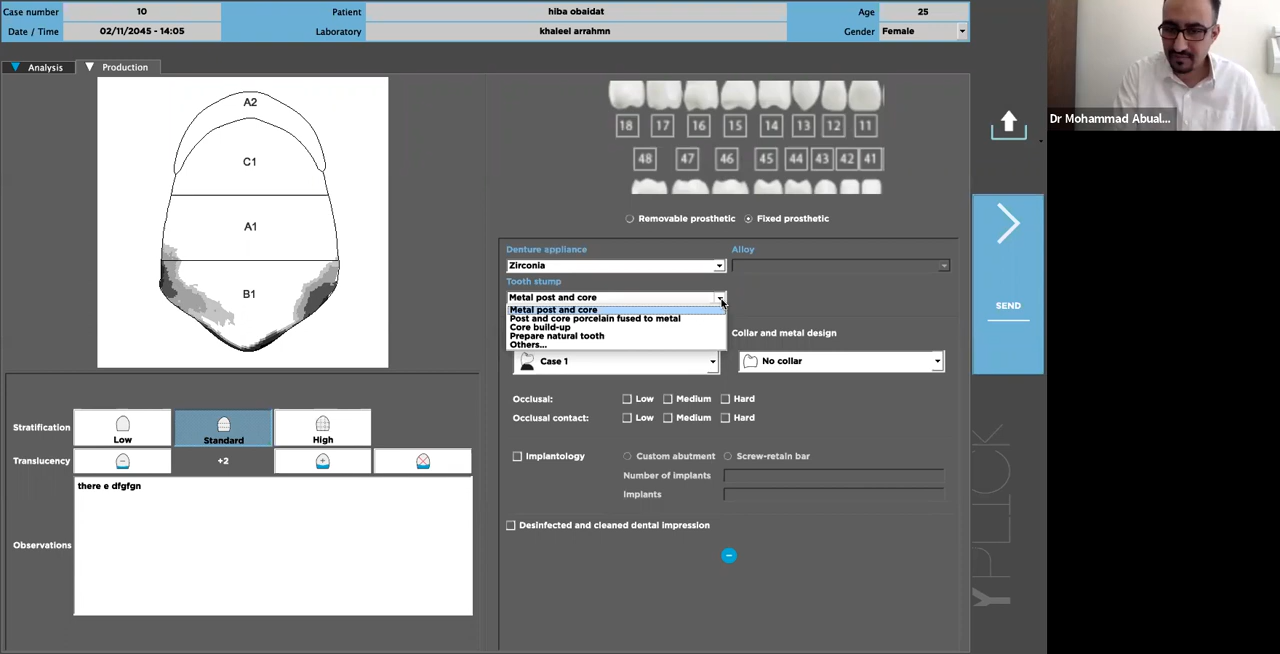 Case number 10 Patient hiba obaidat Age 25
Date / Time 02/11/2045 - 14:05 Laboratory khaleel arrahmn Gender Female
Analysis Production
A2
C1
A1
B1
18 17 16 15 14 13 12 11
48 47 46 45 44 43 42 41
Removable prosthetic Fixed prosthetic
Denture appliance Alloy
Zirconia
Tooth stump
Metal post and core
Metal post and core
Post and core porcelain fused to metal
Core build-up
Prepare natural tooth
Others...
Collar and metal design
Case 1 No collar
Occlusal: Low Medium Hard
Occlusal contact: Low Medium Hard
Implantology Custom abutment Screw-retain bar
Number of implants
Implants
Desinfected and cleaned dental impression
Stratification Low Standard High
Translucency +2
there e dfgfgn
Observations
SEND
YPLICK
Dr Mohammad Abual...